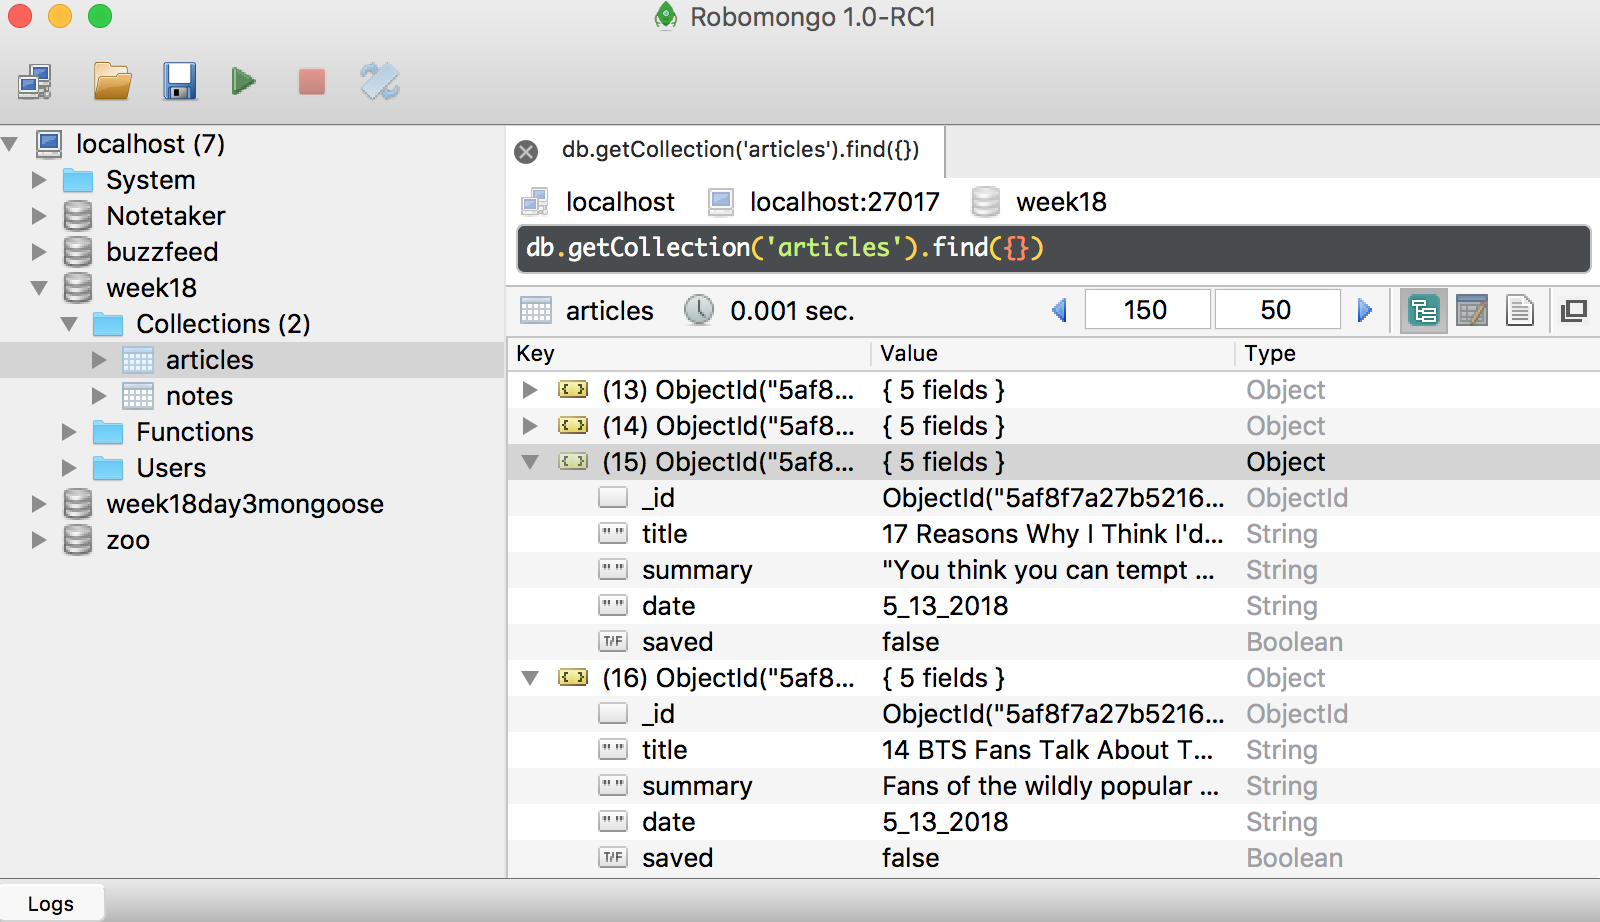 Robomongo 1.0-RC1
localhost (7)
System
Notetaker
buzzfeed
week18
Collections (2)
articles
notes
Functions
Users
week18day3mongoose
zoo
db.getCollection('articles').find({})
localhost localhost:27017 week18
db.getCollection('articles').find({})
articles 0.001 sec. 150 50
Key Value Type
(13) ObjectId("5af8... { 5 fields } Object
(14) ObjectId("5af8... { 5 fields } Object
(15) ObjectId("5af8... { 5 fields } Object
_id ObjectId("5af8f7a27b5216... ObjectId
title 17 Reasons Why I Think I'd... String
summary "You think you can tempt ... String
date 5_13_2018 String
T/F saved false Boolean
(16) ObjectId("5af8... { 5 fields } Object
_id ObjectId("5af8f7a27b5216... ObjectId
title 14 BTS Fans Talk About T... String
summary Fans of the wildly popular ... String
date 5_13_2018 String
T/F saved false Boolean
Logs